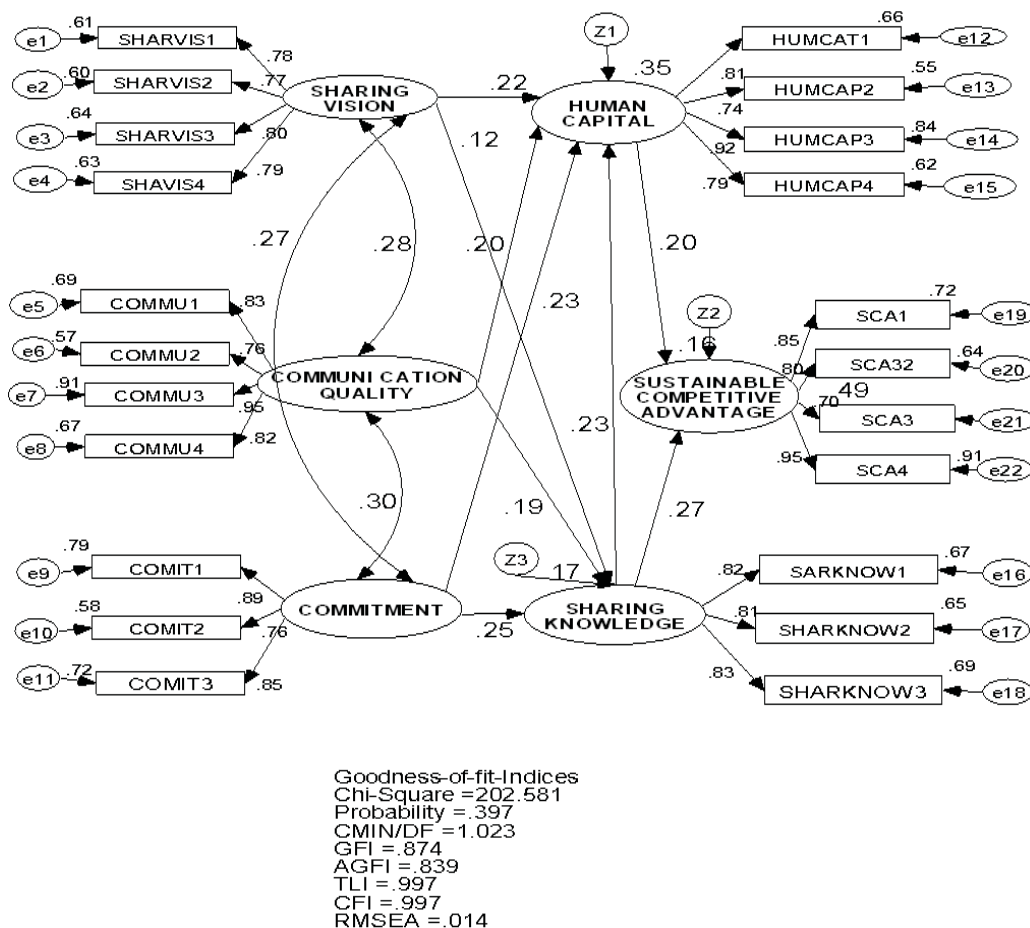 .61
e1
SHARVIS1
.78
.60
e2
SHARVIS2
.77
.64
e3
SHARVIS3
.80
.63
e4
SHAVIS4
.79
SHARING
VISION
Z1
.35
HUMAN
CAPITAL
.22
.12
.66
HUMCAT1
e12
.81
.55
HUMCAP2
e13
.74
.84
HUMCAP3
e14
.92
.62
HUMCAP4
e15
.79
.27
.28
.20
.23
.20
.23
.69
e5
COMMU1
.83
.57
e6
COMMU2
.76
.91
e7
COMMU3
.95
.67
e8
COMMU4
.82
COMMUNI CATION
QUALITY
Z2
.16
SUSTAINABLE
COMPETITIVE
ADVANTAGE
.72
SCA1
e19
.85
.64
SCA32
e20
.80
.49
SCA3
e21
.70
.91
SCA4
e22
.95
.30
.19
.27
.79
e9
COMIT1
.89
.58
e10
COMIT2
.76
.72
e11
COMIT3
.85
COMMITMENT
.25
Z3
.17
SHARING
KNOWLEDGE
.67
SARKNOW1
e16
.82
.65
SHARKNOW2
e17
.81
.69
SHARKNOW3
e18
.83
Goodness-of-fit-Indices
Chi-Square =202.581
Probability =.397
CMIN/DF =1.023
GFI =.874
AGFI =.839
TLI =.997
CFI =.997
RMSEA =.014